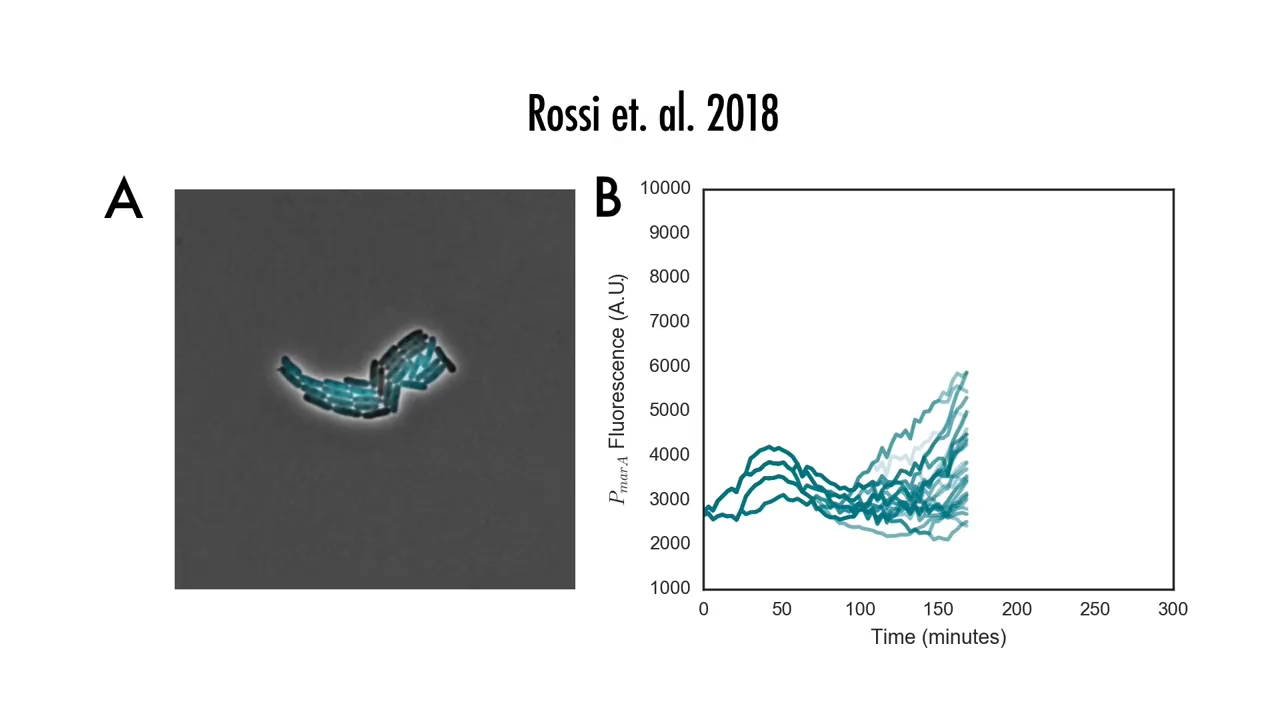 Rossi et. al. 2018
A
B
10000
9000
8000
7000
6000
5000
4000
3000
2000
1000
P_marA Fluorescence (A.U.)
0 50 100 150 200 250 300
Time (minutes)